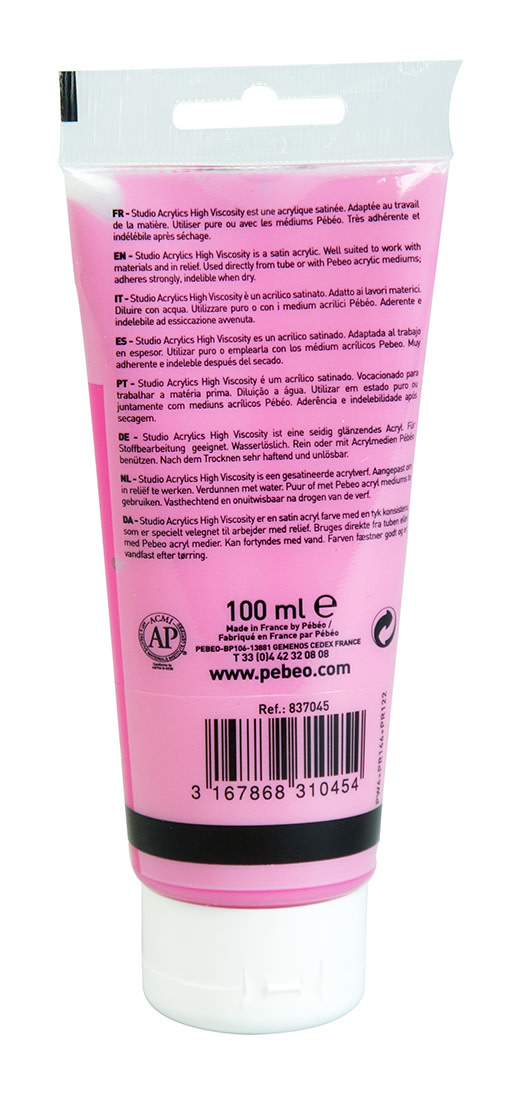 FR - Studio Acrylics High Viscosity est une acrylique satinée. Adaptée au travail
de la matière. Utiliser pure ou avec les médiums Pébéo. Très adhérente et
indélébile après séchage.
EN - Studio Acrylics High Viscosity is a satin acrylic. Well suited to work with
materials and in relief. Used directly from tube or with Pebeo acrylic mediums;
adheres strongly, indelible when dry.
IT - Studio Acrylics High Viscosity è un acrilico satinato. Adatto ai lavori materici.
Diluire con acqua. Utilizzare puro o con i medium acrilici Pébéo. Aderente e
indelebile ad essiccazione avvenuta.
ES - Studio Acrylics High Viscosity es un acrílico satinado. Adaptada al trabajo
en espesor. Utilizar puro o emplearla con los médium acrílicos Pebeo. Muy
adherente e indeleble después del secado.
PT - Studio Acrylics High Viscosity é um acrílico satinado. Vocacionado para
trabalhar a matéria prima. Diluição a água. Utilizar em estado puro ou
juntamente com mediuns acrílicos Pébéo. Aderência e indelebilidade após
secagem.
DE - Studio Acrylics High Viscosity ist eine seidig glänzendes Acryl. Für
Stoffbearbeitung geeignet. Wasserlöslich. Rein oder mit Acrylmedien Pébéo
benützen. Nach dem Trocknen sehr haftend und unlösbar.
NL - Studio Acrylics High Viscosity is een gesatineerde acrylverf. Aangepast om
in reliëf te werken. Verdunnen met water. Puur of met Pebeo acryl mediums te
gebruiken. Vasthechtend en onuitwisbaar na drogen van de verf.
DA - Studio Acrylics High Viscosity er en satin acryl farve med en tyk konsistens
som er specielt velegnet til arbejder med relief. Bruges direkte fra tuben eller
med Pebeo acryl medier. Kan fortyndes med vand. Farven fæstner godt og er
vandfast efter tørring.
100 ml e
Made in France by Pébéo /
Fabriqué en France par Pébéo
PEBEO-BP106-13881 GEMENOS CEDEX FRANCE
T 33 (0)4 42 32 08 08
www.pebeo.com
ACMI
AP
Ref.: 837045
3 167868 310454
PW6+PR144+PR122